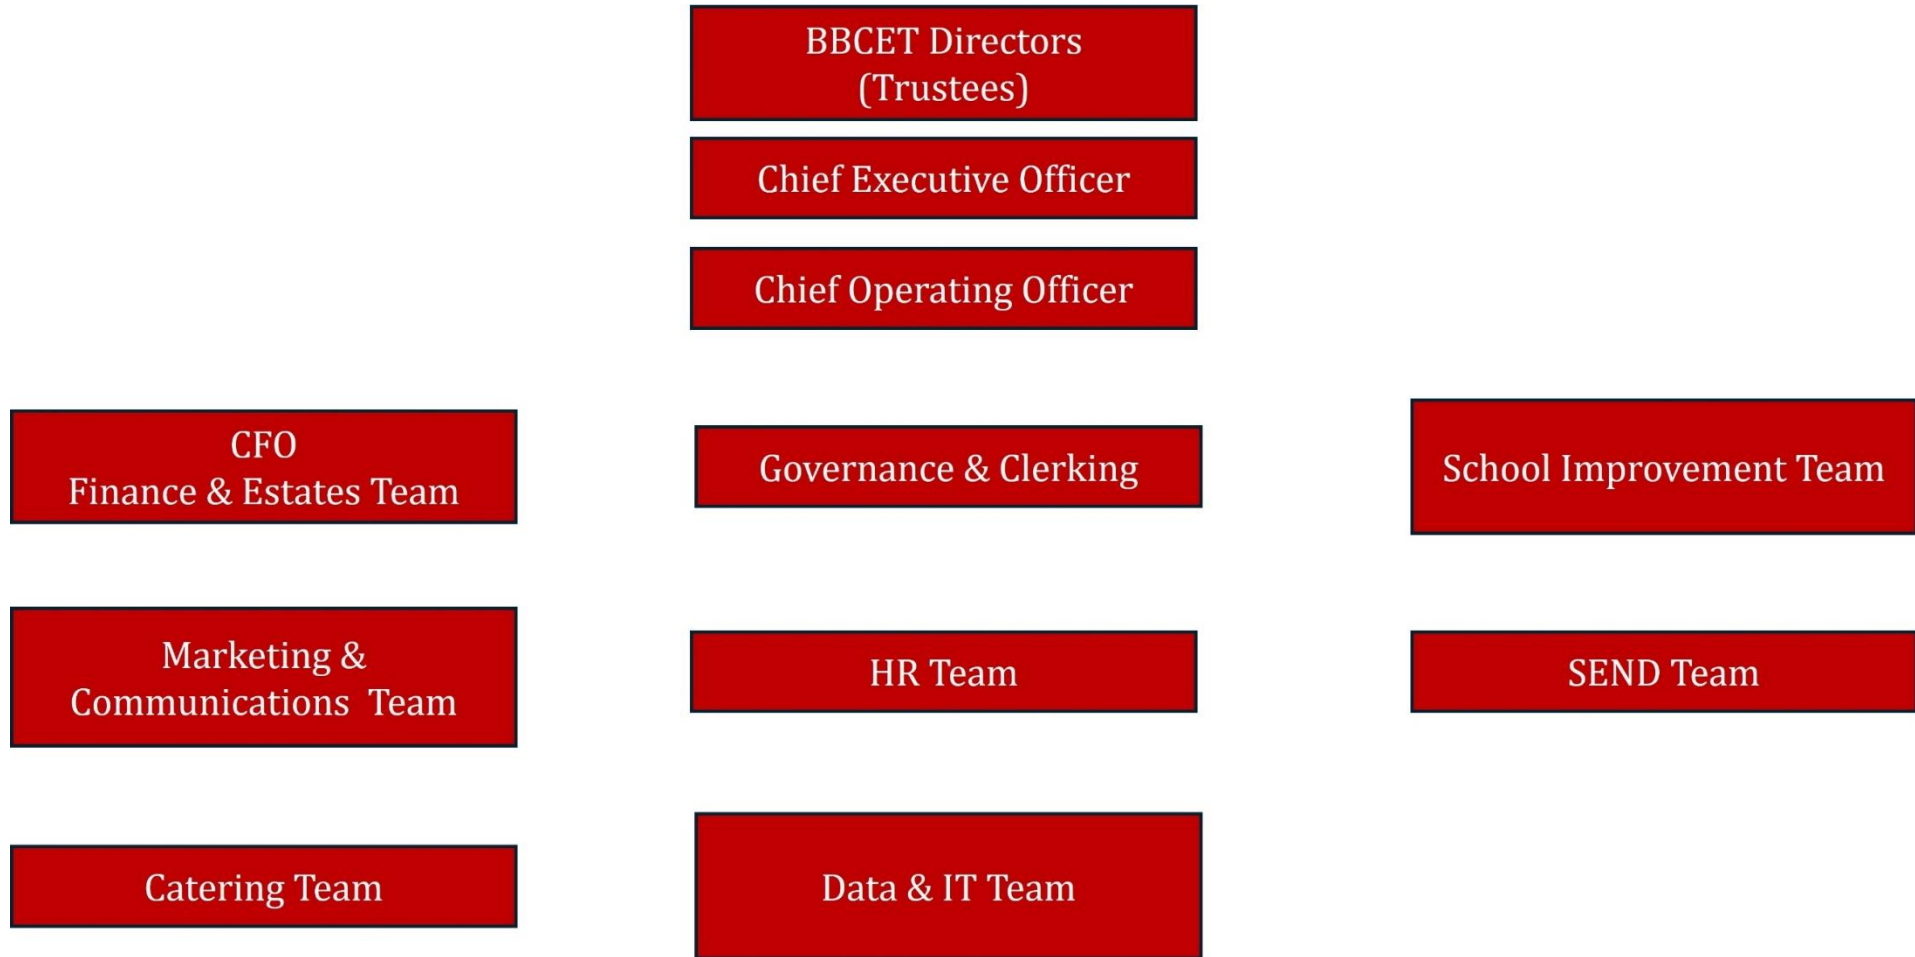 BBCET Directors
(Trustees)
Chief Executive Officer
Chief Operating Officer
CFO
Finance & Estates Team
Governance & Clerking
School Improvement Team
Marketing &
Communications  Team
HR Team
SEND Team
Catering Team
Data & IT Team